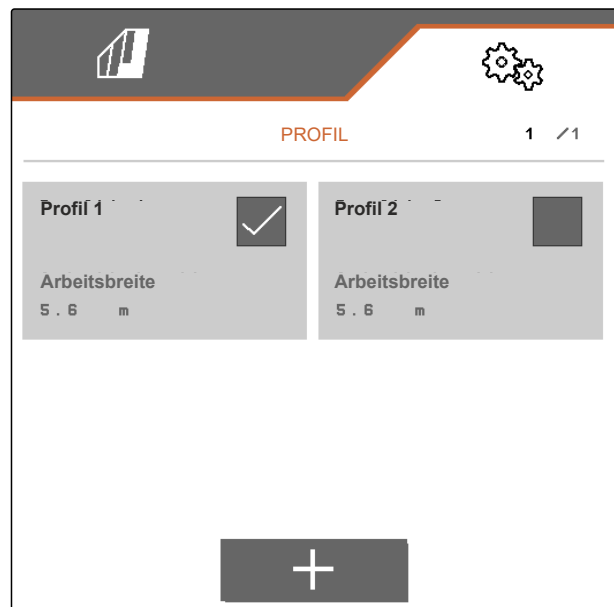 PROFIL 1 /1
Profil 1 Profil 2
Arbeitsbreite Arbeitsbreite
5.6 m 5.6 m